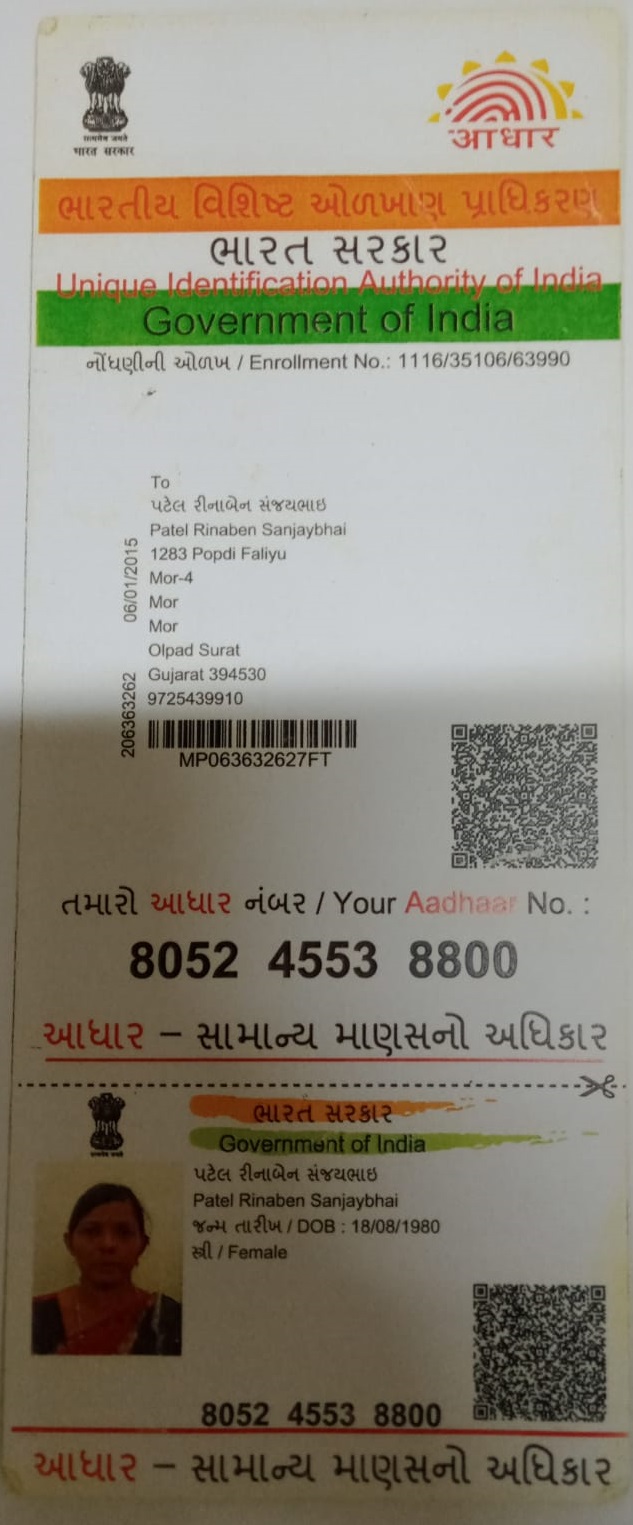 सत्यमेव जयते
भारत सरकार
आधार
ભારતીય વિશિષ્ટ ઓળખાણ પ્રાધિકરણ
ભારત સરકાર
Unique Identification Authority of India
Government of India
નોંધણીની ઓળખ / Enrollment No.: 1116/35106/63990
To
પટેલ રીનાબેન સંજયભાઇ
Patel Rinaben Sanjaybhai
1283 Popdi Faliyu
Mor-4
Mor
Mor
Olpad Surat
Gujarat 394530
9725439910
06/01/2015
206363262
MP063632627FT
તમારો આધાર નંબર / Your Aadhaar No. :
8052 4553 8800
આધાર – સામાન્ય માણસનો અધિકાર
ભારત સરકાર
Government of India
પટેલ રીનાબેન સંજયભાઇ
Patel Rinaben Sanjaybhai
જન્મ તારીખ / DOB : 18/08/1980
સ્ત્રી / Female
8052 4553 8800
આધાર – સામાન્ય માણસનો અધિકાર